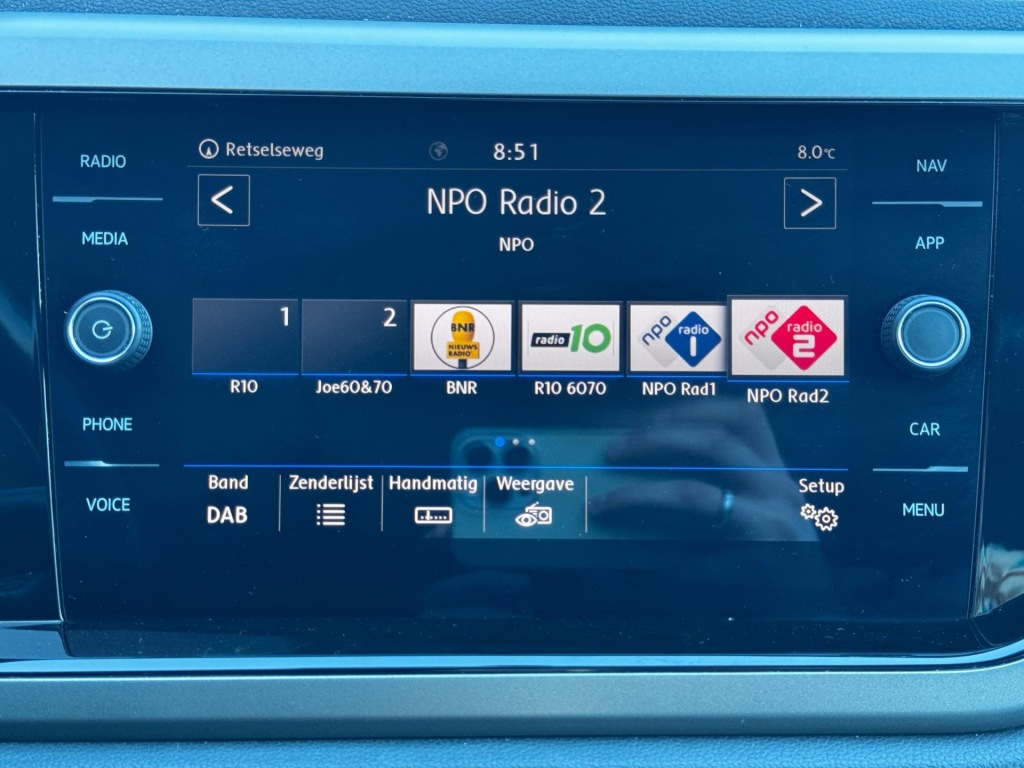 RADIO
MEDIA
PHONE
VOICE
Retselseweg 8:51 8.0°C
< NPO Radio 2 >
NPO
1 2
BNR
NIEUWS
RADIO
radio 10
npo radio 1
npo radio 2
R10 Joe60&70 BNR R10 6070 NPO Rad1 NPO Rad2
Band Zenderlijst Handmatig Weergave Setup
DAB
NAV
APP
CAR
MENU